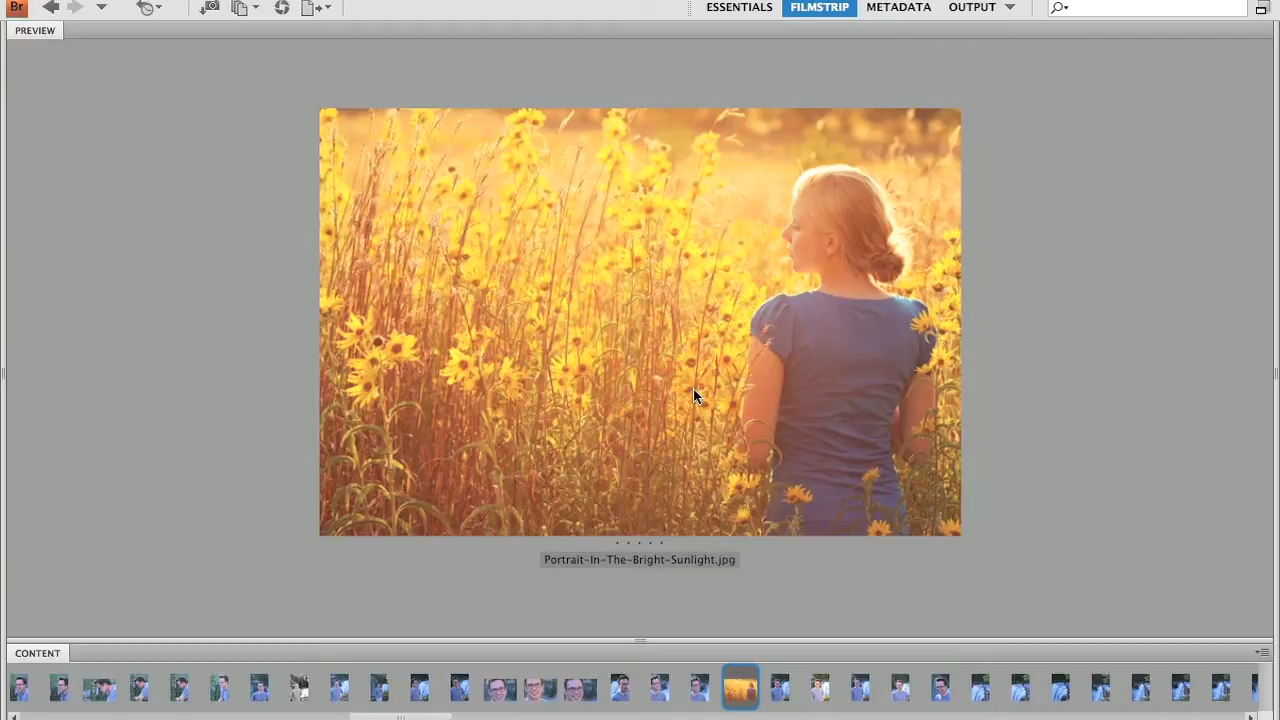 Br
ESSENTIALS FILMSTRIP METADATA OUTPUT
PREVIEW
Portrait-In-The-Bright-Sunlight.jpg
CONTENT